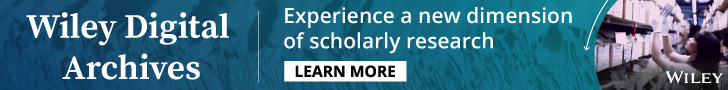 Wiley Digital
Archives
Experience a new dimension
of scholarly research
LEARN MORE
WILEY